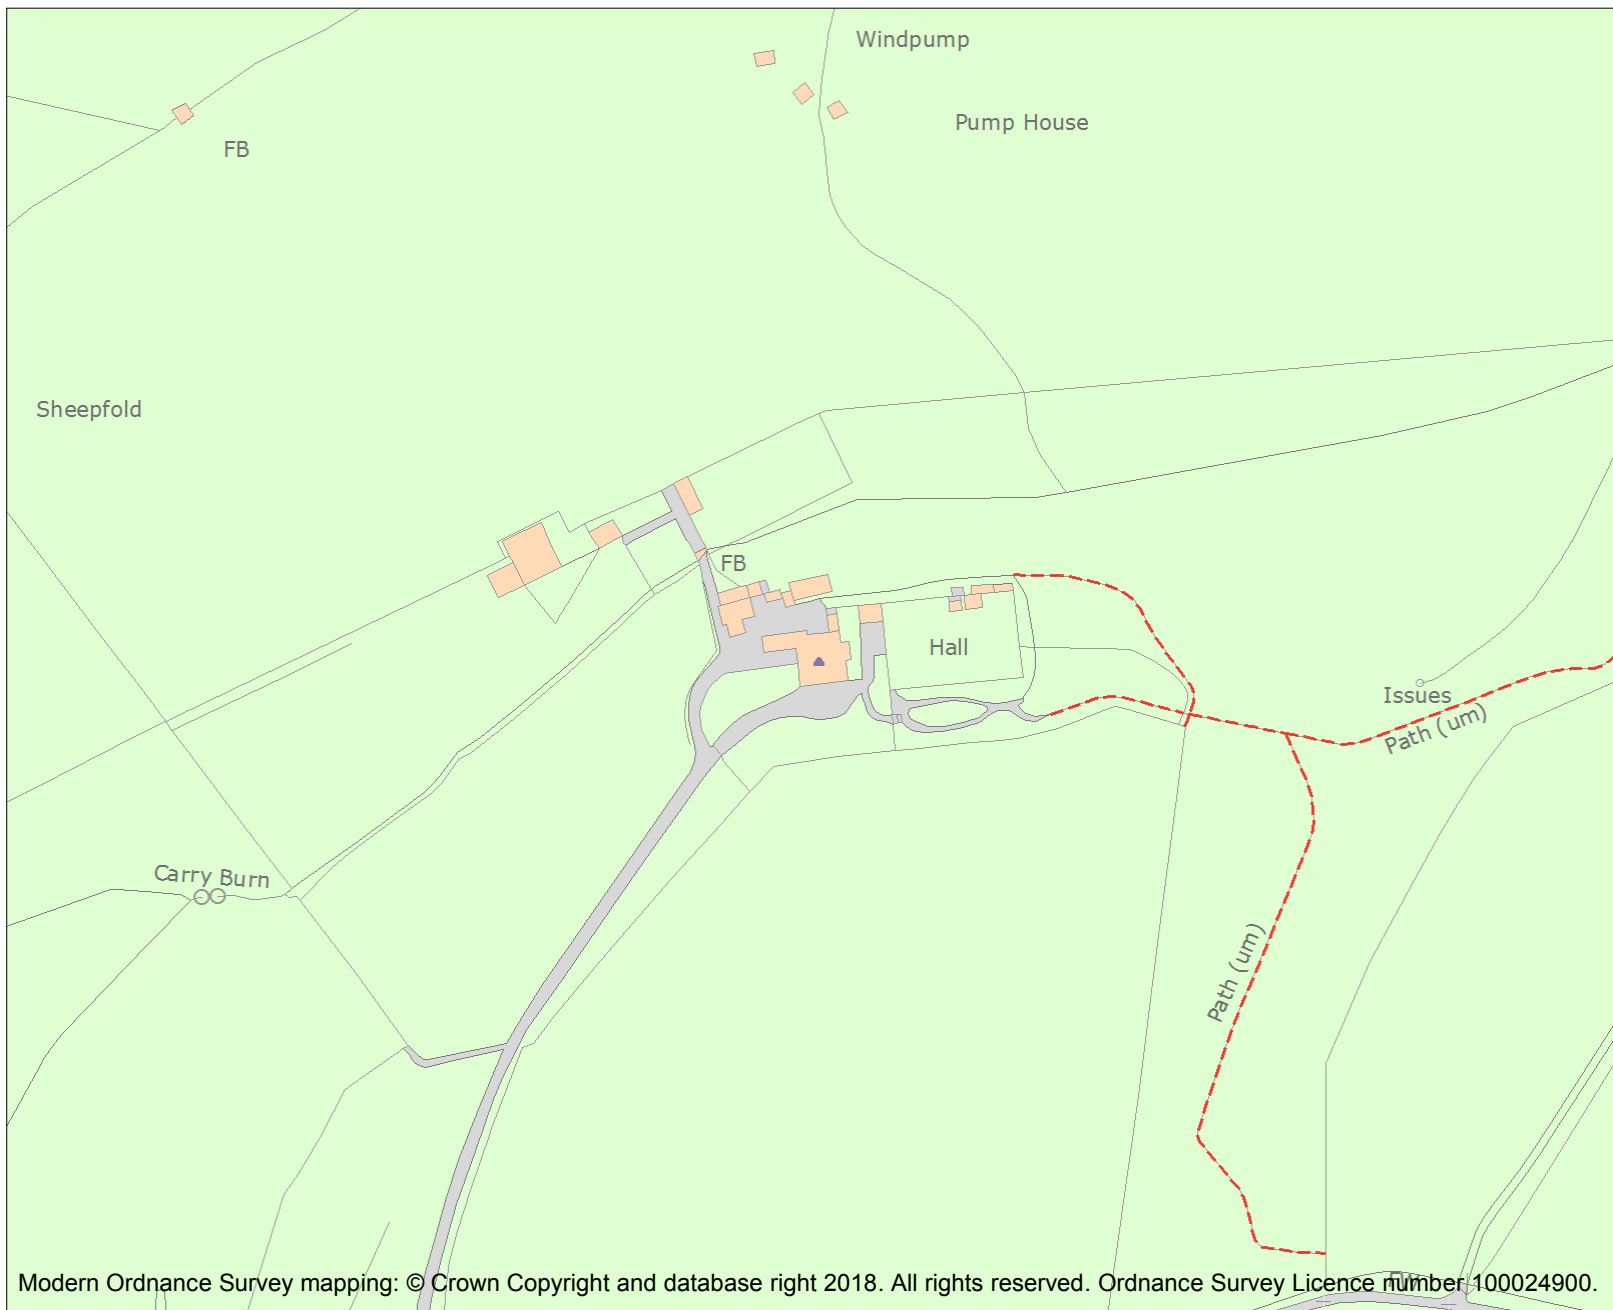 Windpump
Pump House
FB
Sheepfold
FB
Hall
Issues
Path (um)
Carry Burn
Path (um)
Modern Ordnance Survey mapping: © Crown Copyright and database right 2018. All rights reserved. Ordnance Survey Licence number 100024900.